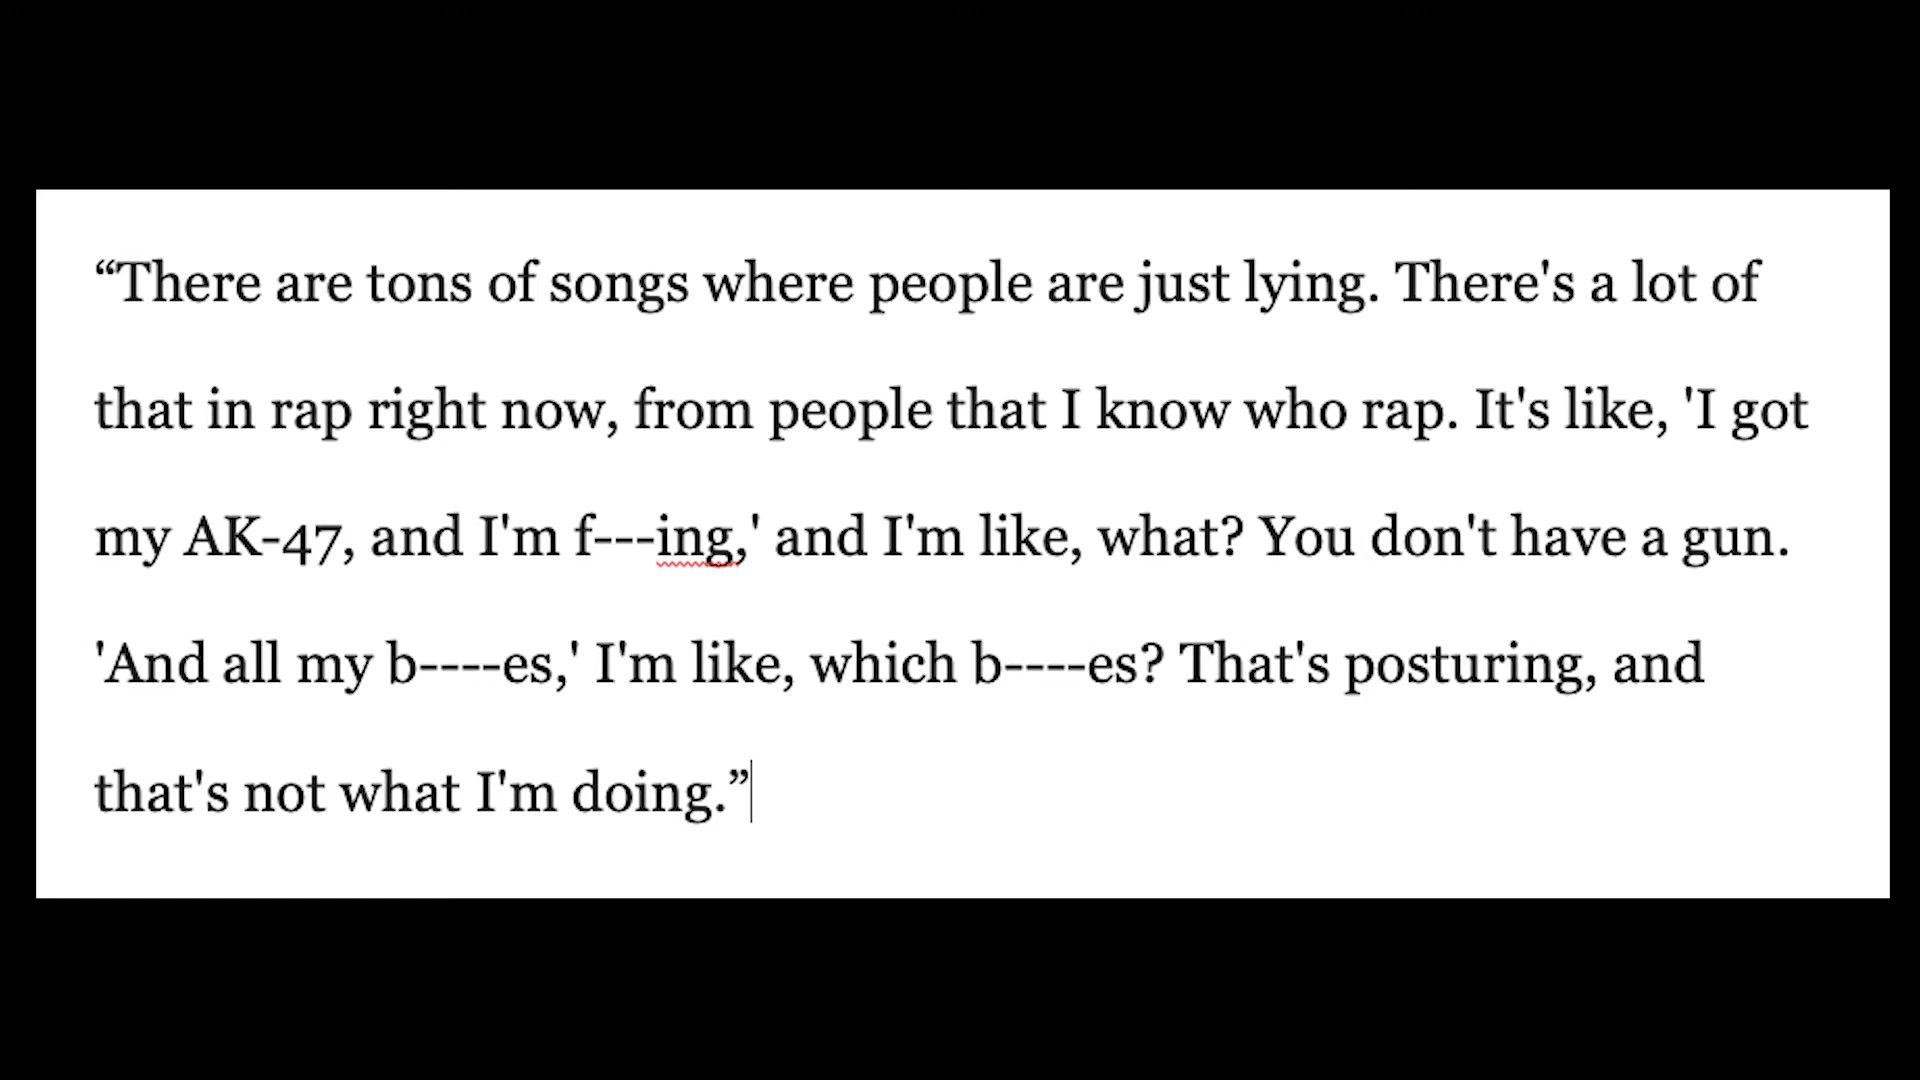 “There are tons of songs where people are just lying. There's a lot of
that in rap right now, from people that I know who rap. It's like, 'I got
my AK-47, and I'm f---ing,' and I'm like, what? You don't have a gun.
'And all my b----es,' I'm like, which b----es? That's posturing, and
that's not what I'm doing.”